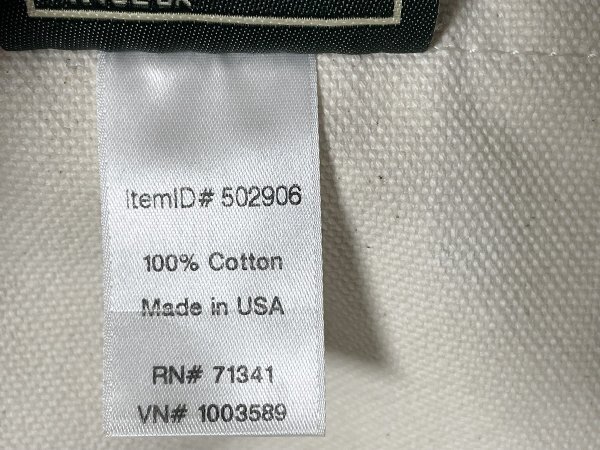 ItemID# 502906
100% Cotton
Made in USA
RN# 71341
VN# 1003589